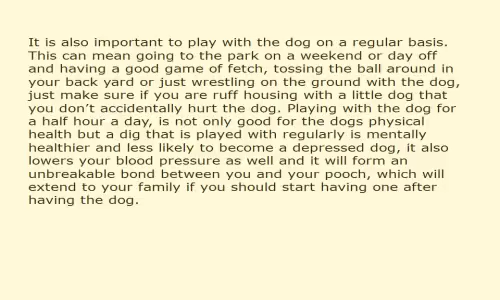 It is also important to play with the dog on a regular basis.
This can mean going to the park on a weekend or day off
and having a good game of fetch, tossing the ball around in
your back yard or just wrestling on the ground with the dog,
just make sure if you are ruff housing with a little dog that
you don’t accidentally hurt the dog. Playing with the dog for
a half hour a day, is not only good for the dogs physical
health but a dig that is played with regularly is mentally
healthier and less likely to become a depressed dog, it also
lowers your blood pressure as well and it will form an
unbreakable bond between you and your pooch, which will
extend to your family if you should start having one after
having the dog.